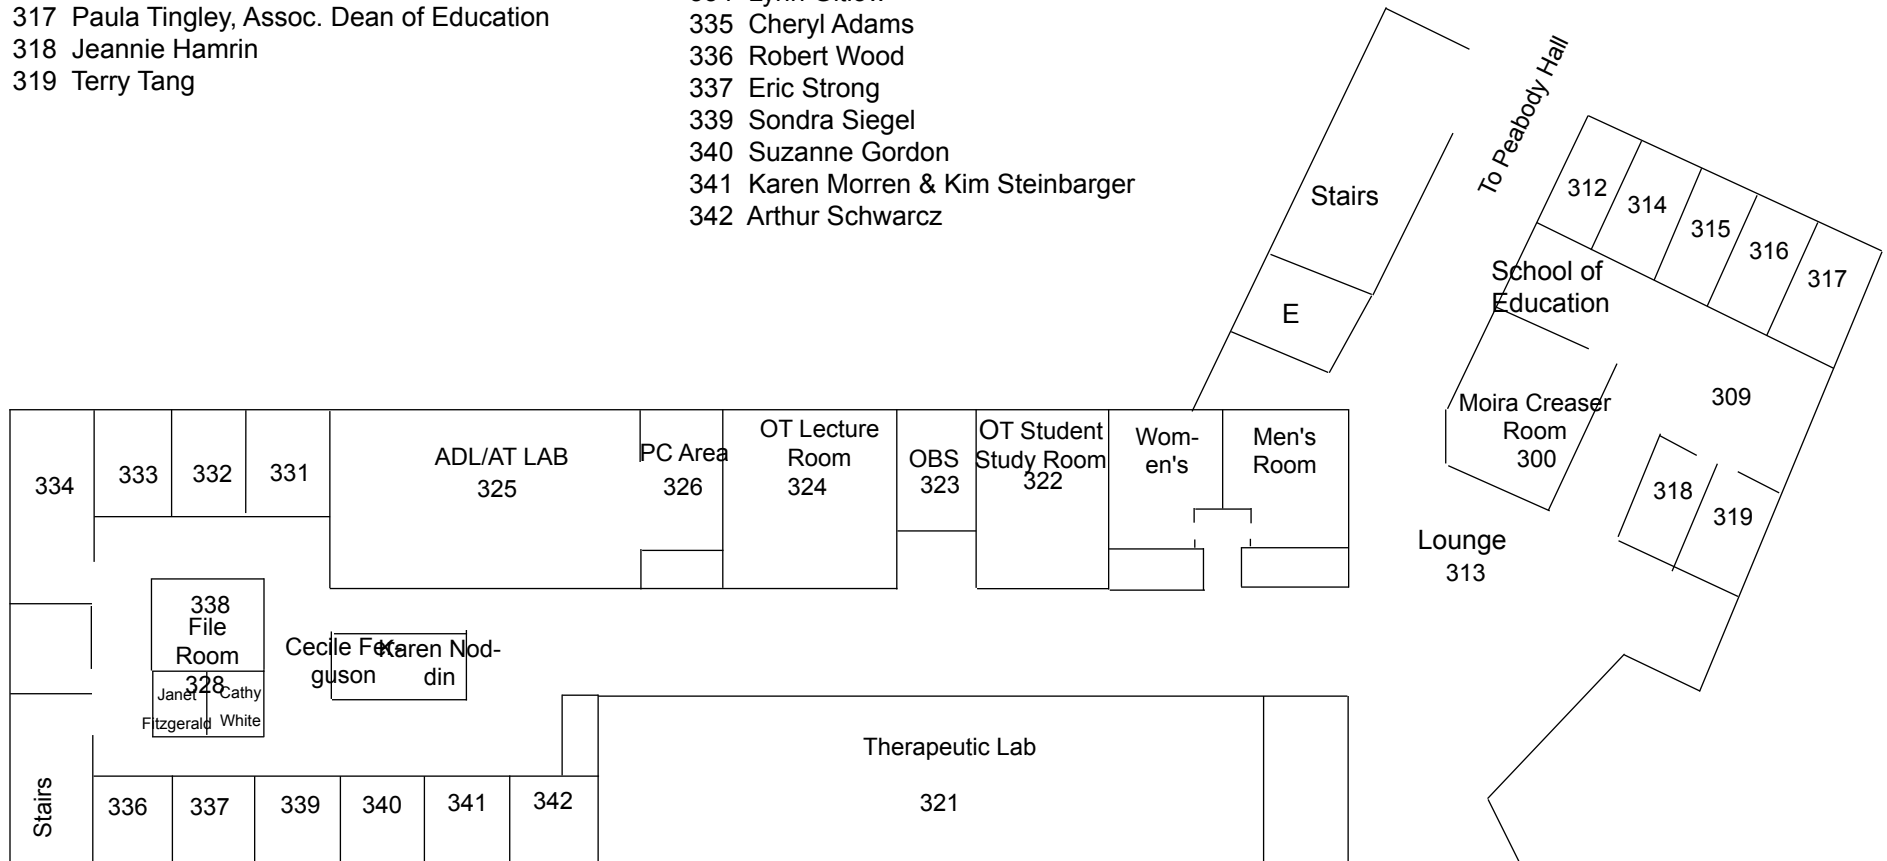 317 Paula Tingley, Assoc. Dean of Education
318 Jeannie Hamrin
319 Terry Tang
335 Cheryl Adams
336 Robert Wood
337 Eric Strong
339 Sondra Siegel
340 Suzanne Gordon
341 Karen Morren & Kim Steinbarger
342 Arthur Schwarcz
To Peabody Hall
Stairs
E
312
314
315
316
317
School of
Education
309
Moira Creaser
Room
300
318
319
Lounge
313
334
333
332
331
ADL/AT LAB
325
PC Area
326
OT Lecture
Room
324
OBS
323
OT Student
Study Room
322
Wom-
en's
Men's
Room
338
File
Room
328
Janet
Fitzgerald
Cathy
White
Cecile Fer-
guson
Karen Nod-
din
Therapeutic Lab
321
Stairs
336
337
339
340
341
342